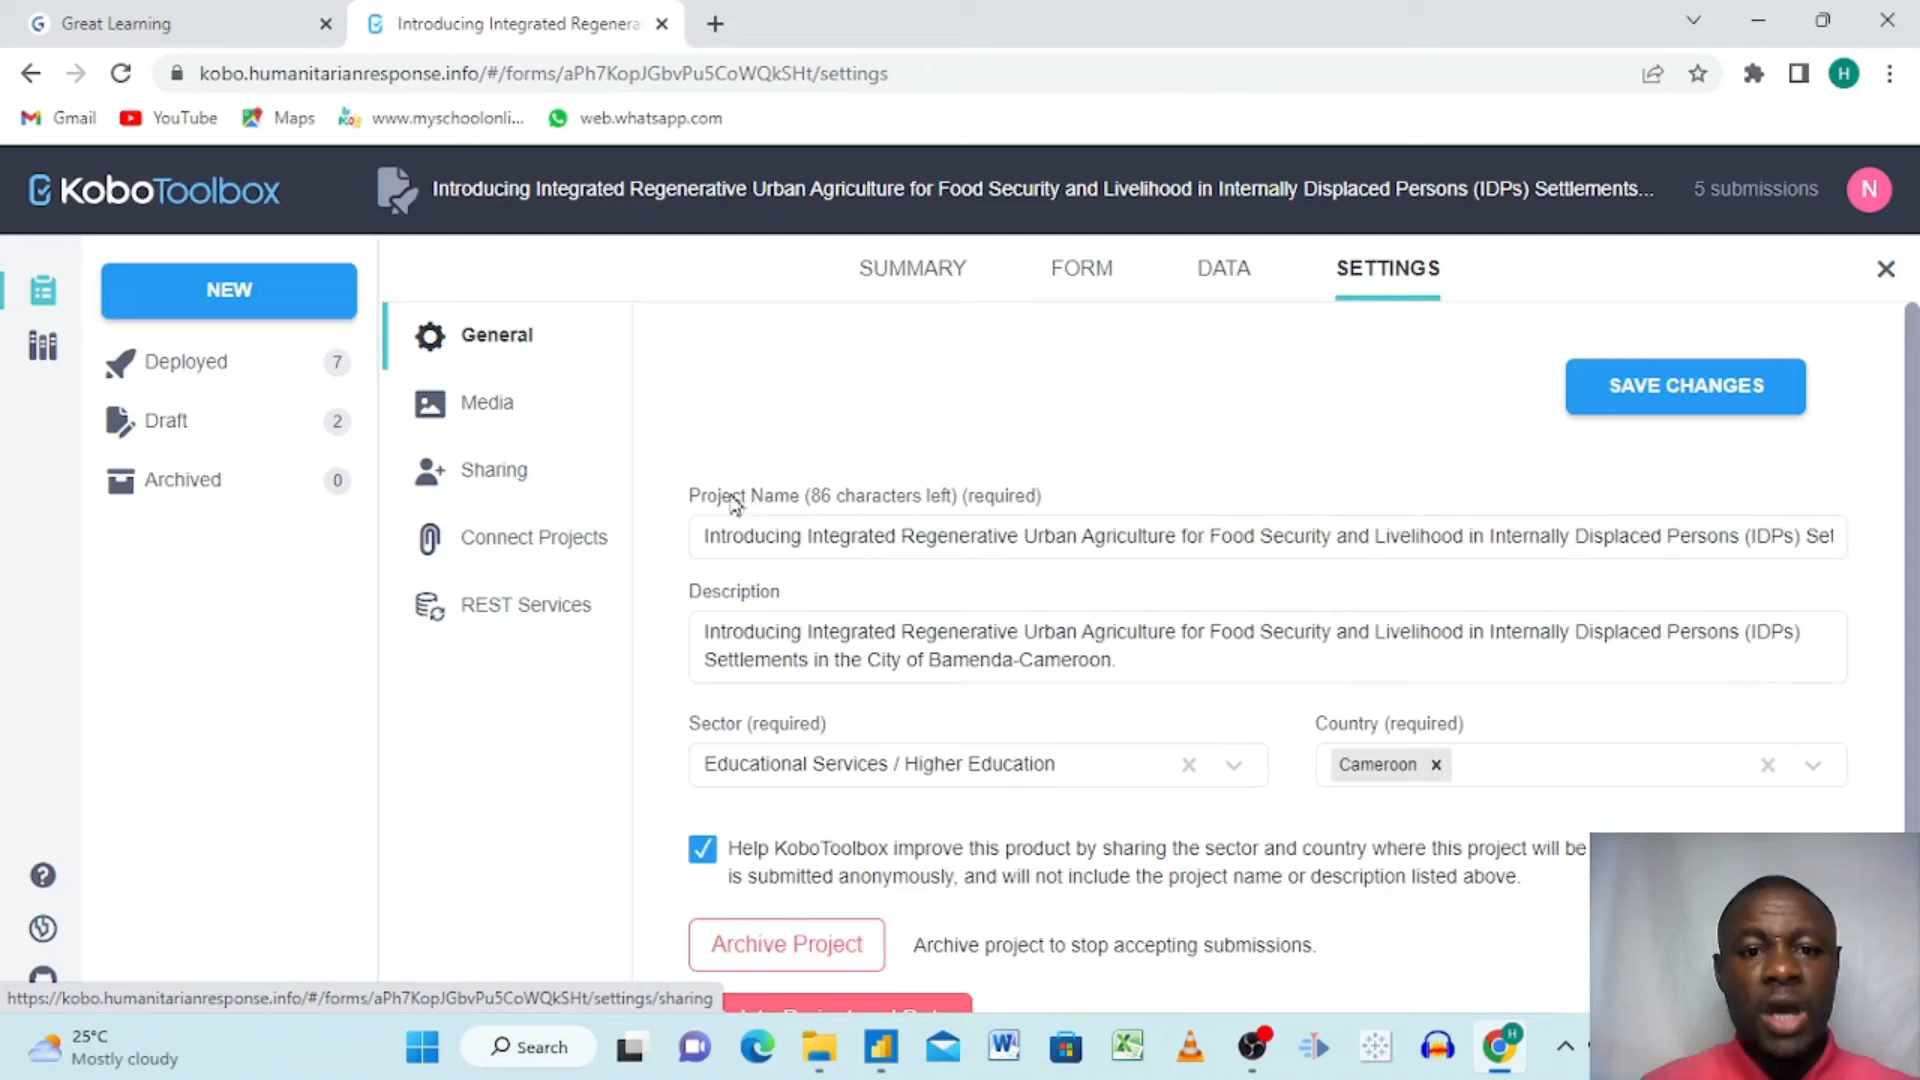 Great Learning
Introducing Integrated Regenera
kobo.humanitarianresponse.info/#/forms/aPh7KopJGbvPu5CoWQkSHt/settings
H
Gmail
YouTube
Maps
www.myschoolonli...
web.whatsapp.com
KoboToolbox
Introducing Integrated Regenerative Urban Agriculture for Food Security and Livelihood in Internally Displaced Persons (IDPs) Settlements...
5 submissions
N
NEW
SUMMARY
FORM
DATA
SETTINGS
Deployed 7
Draft 2
Archived 0
General
Media
Sharing
Connect Projects
REST Services
SAVE CHANGES
Project Name (86 characters left) (required)
Introducing Integrated Regenerative Urban Agriculture for Food Security and Livelihood in Internally Displaced Persons (IDPs) Set
Description
Introducing Integrated Regenerative Urban Agriculture for Food Security and Livelihood in Internally Displaced Persons (IDPs)
Settlements in the City of Bamenda-Cameroon.
Sector (required)
Educational Services / Higher Education
Country (required)
Cameroon
Help KoboToolbox improve this product by sharing the sector and country where this project will be
is submitted anonymously, and will not include the project name or description listed above.
Archive Project
Archive project to stop accepting submissions.
https://kobo.humanitarianresponse.info/#/forms/aPh7KopJGbvPu5CoWQkSHt/settings/sharing
25°C
Mostly cloudy
Search